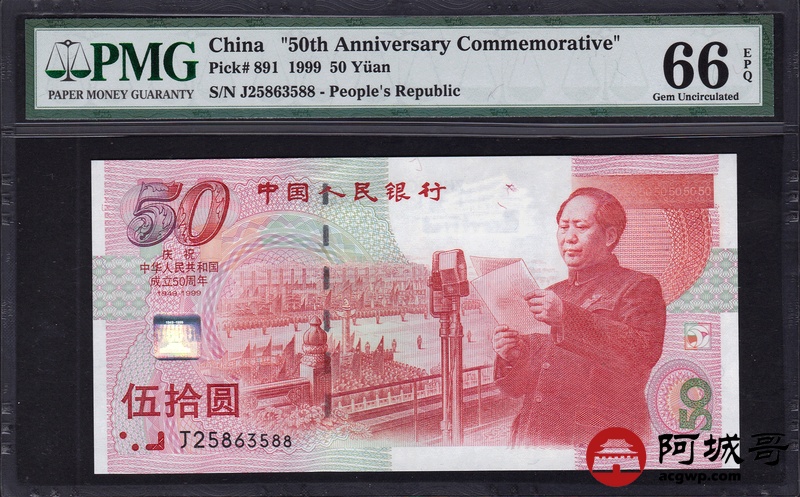 PMG
PAPER MONEY GUARANTY
China "50th Anniversary Commemorative"
Pick# 891 1999 50 Yüan
S/N J25863588 - People's Republic
66
EPQ
Gem Uncirculated
50
中国人民银行
庆祝
中华人民共和国
成立50周年
1949-1999
伍拾圆
J25863588
50
阿城哥
acgwp.com